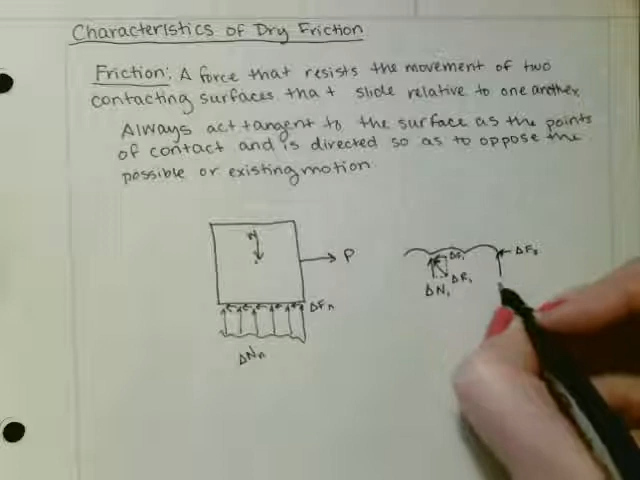 Characteristics of Dry Friction
Friction: A force that resists the movement of two
contacting surfaces that slide relative to one another.
Always act tangent to the surface as the points
of contact and is directed so as to oppose the
possible or existing motion
W
P
ΔFn
ΔNn
ΔF1
ΔR1
ΔN1
ΔF2